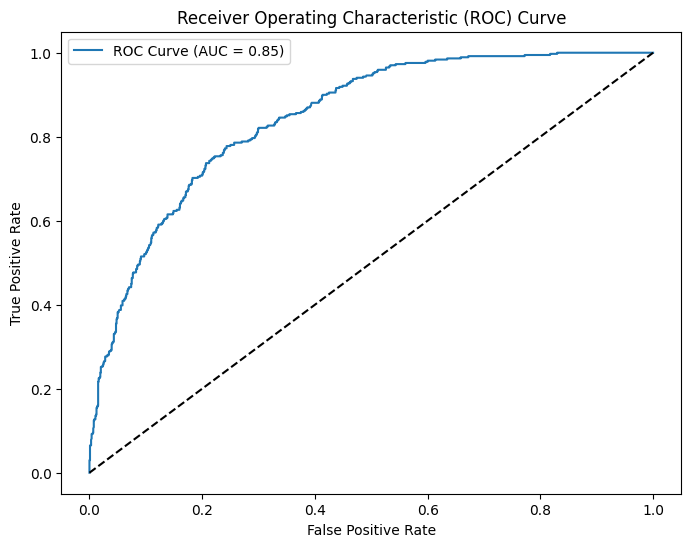 Receiver Operating Characteristic (ROC) Curve
ROC Curve (AUC = 0.85)
True Positive Rate
1.0
0.8
0.6
0.4
0.2
0.0
0.0 0.2 0.4 0.6 0.8 1.0
False Positive Rate